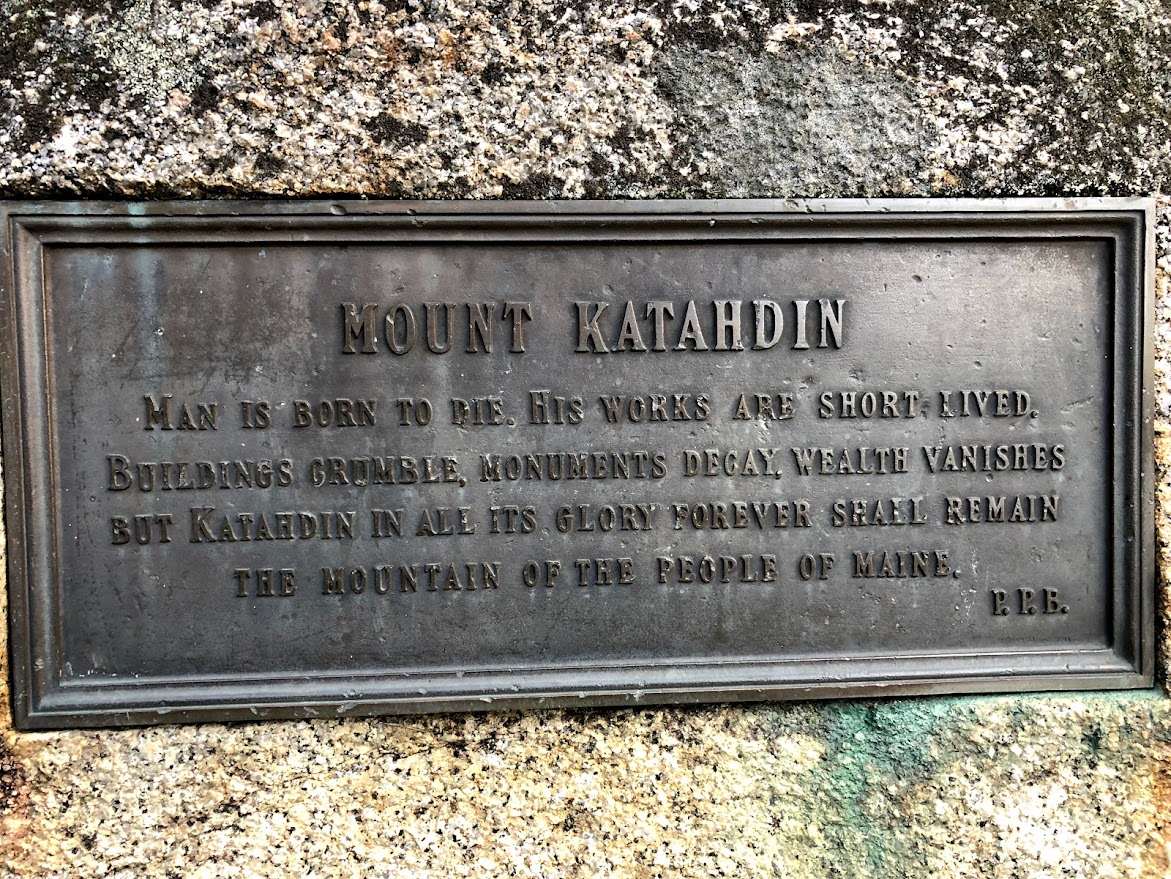 MOUNT KATAHDIN
MAN IS BORN TO DIE. HIS WORKS ARE SHORT LIVED.
BUILDINGS CRUMBLE, MONUMENTS DECAY, WEALTH VANISHES
BUT KATAHDIN IN ALL ITS GLORY FOREVER SHALL REMAIN
THE MOUNTAIN OF THE PEOPLE OF MAINE.
P.P.B.